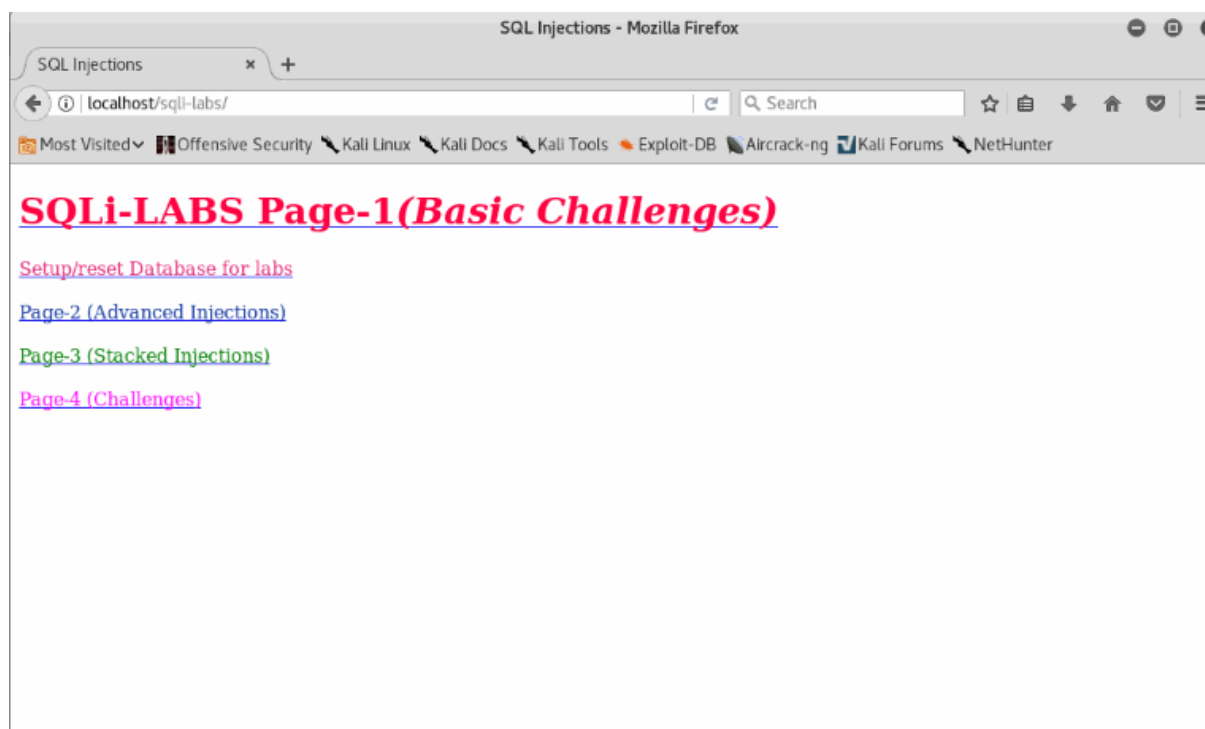 SQL Injections - Mozilla Firefox
SQL Injections
localhost/sqli-labs/
Search
Most Visited Offensive Security Kali Linux Kali Docs Kali Tools Exploit-DB Aircrack-ng Kali Forums NetHunter
SQLi-LABS Page-1(Basic Challenges)
Setup/reset Database for labs
Page-2 (Advanced Injections)
Page-3 (Stacked Injections)
Page-4 (Challenges)